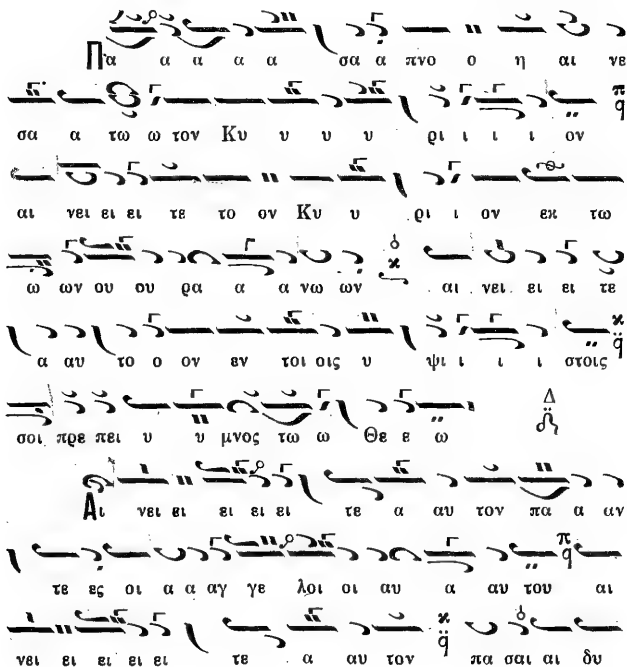 Πα α α α α σα α πνο ο η αι νε
σα α τω ω τον Κυ υ υ υ υ ρι ι ι ι ον
αι νει ει ει τε το ον Κυ υ ρι ι ον εκ τω
ω ων ου ου ρα α α νω ων αι νει ει ει τε
α αυ το ο ον εν τοι οις υ ψι ι ι ι στοις
σοι πρε πει υ υ μνος τω ω Θε ε ω
Αι νει ει ει ει ει τε α αυ τον πα α αν
τε ες οι α α αγ γε λοι οι αυ α αυ του αι
νει ει ει ει ει τε α αυ τον πα σαι αι δυ